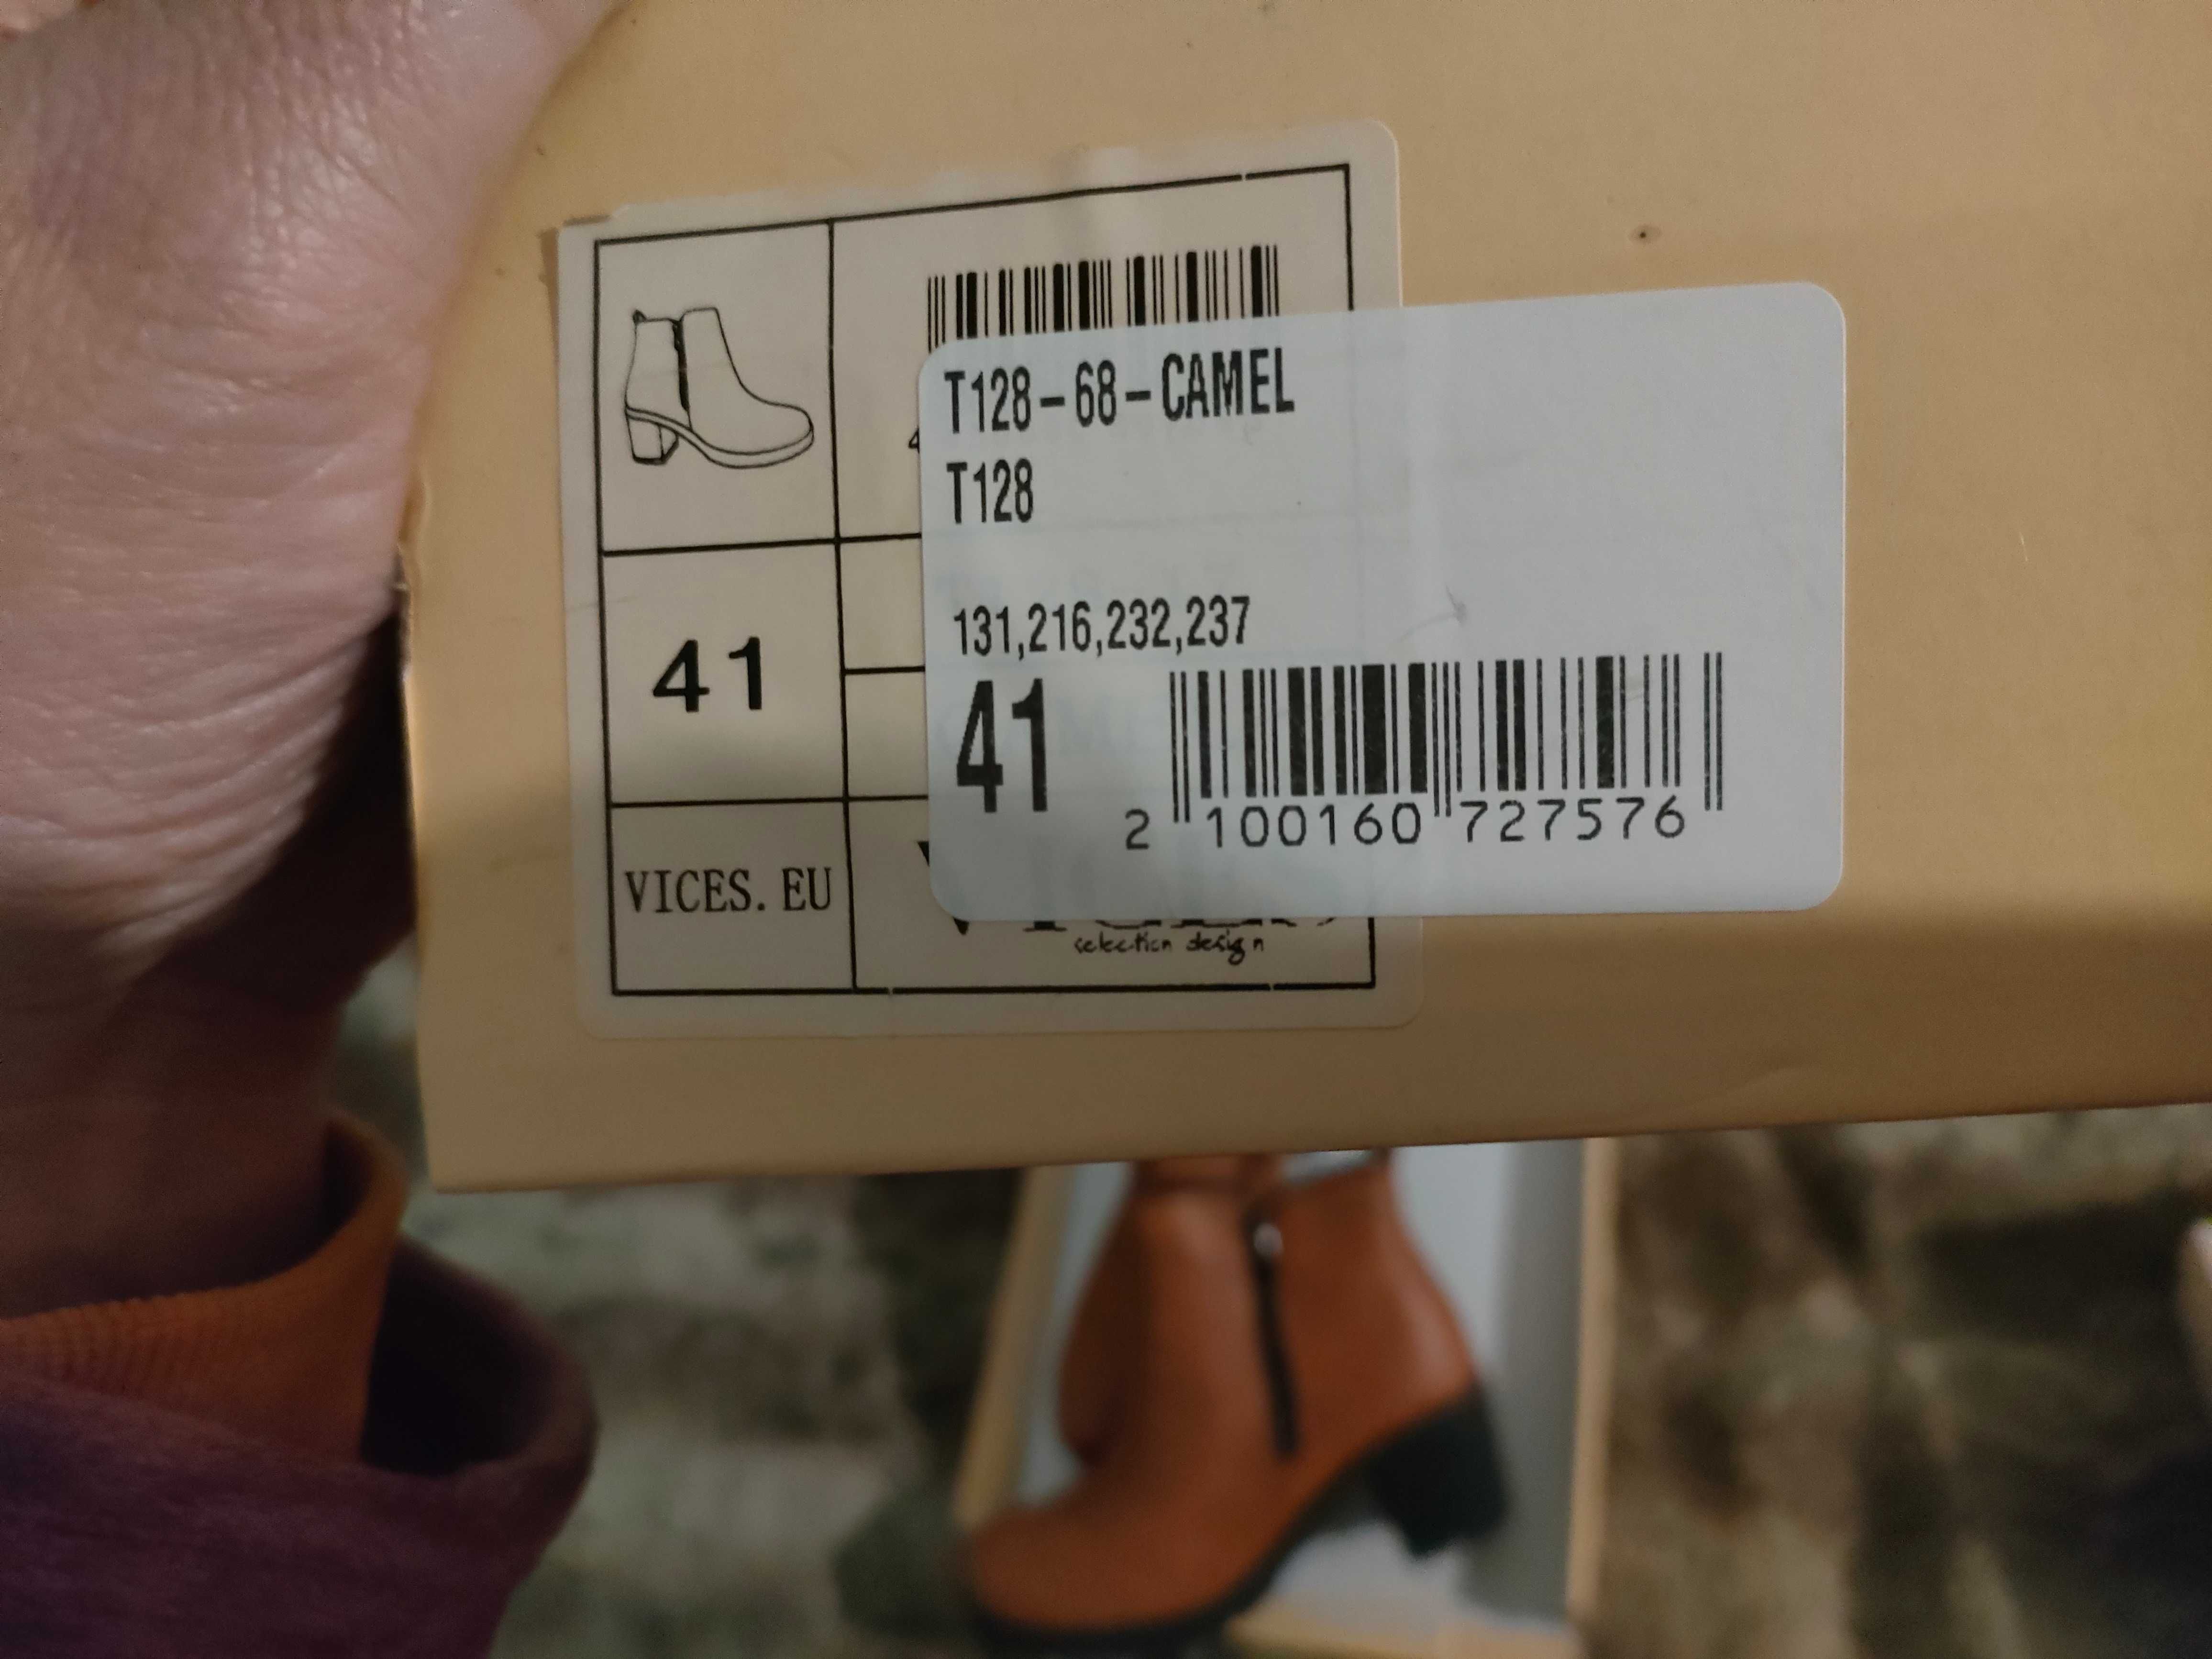 T128-68-CAMEL
T128
131,216,232,237
41
41
2 100160 727576
VICES. EU
selection design